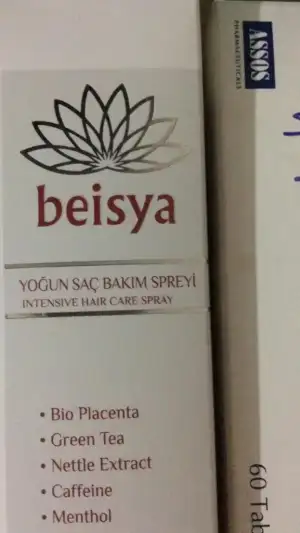 beisya
YOĞUN SAÇ BAKIM SPREYİ
INTENSIVE HAIR CARE SPRAY
• Bio Placenta
• Green Tea
• Nettle Extract
• Caffeine
• Menthol
ASSOS
PHARMACEUTICALS
60 Tab